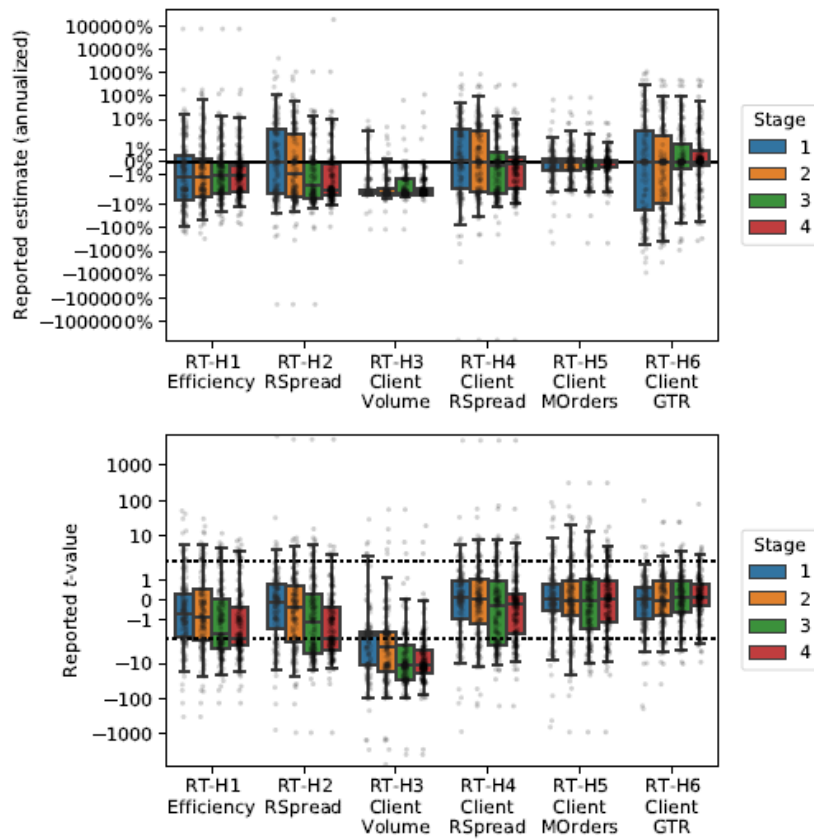 Reported estimate (annualized)
100000%
10000%
1000%
100%
10%
1%
0%
−1%
−10%
−100%
−1000%
−10000%
−100000%
−1000000%
RT-H1
Efficiency
RT-H2
RSpread
RT-H3
Client
Volume
RT-H4
Client
RSpread
RT-H5
Client
MOrders
RT-H6
Client
GTR
Stage
1
2
3
4
Reported t-value
1000
100
10
1
0
−1
−10
−100
−1000
RT-H1
Efficiency
RT-H2
RSpread
RT-H3
Client
Volume
RT-H4
Client
RSpread
RT-H5
Client
MOrders
RT-H6
Client
GTR
Stage
1
2
3
4